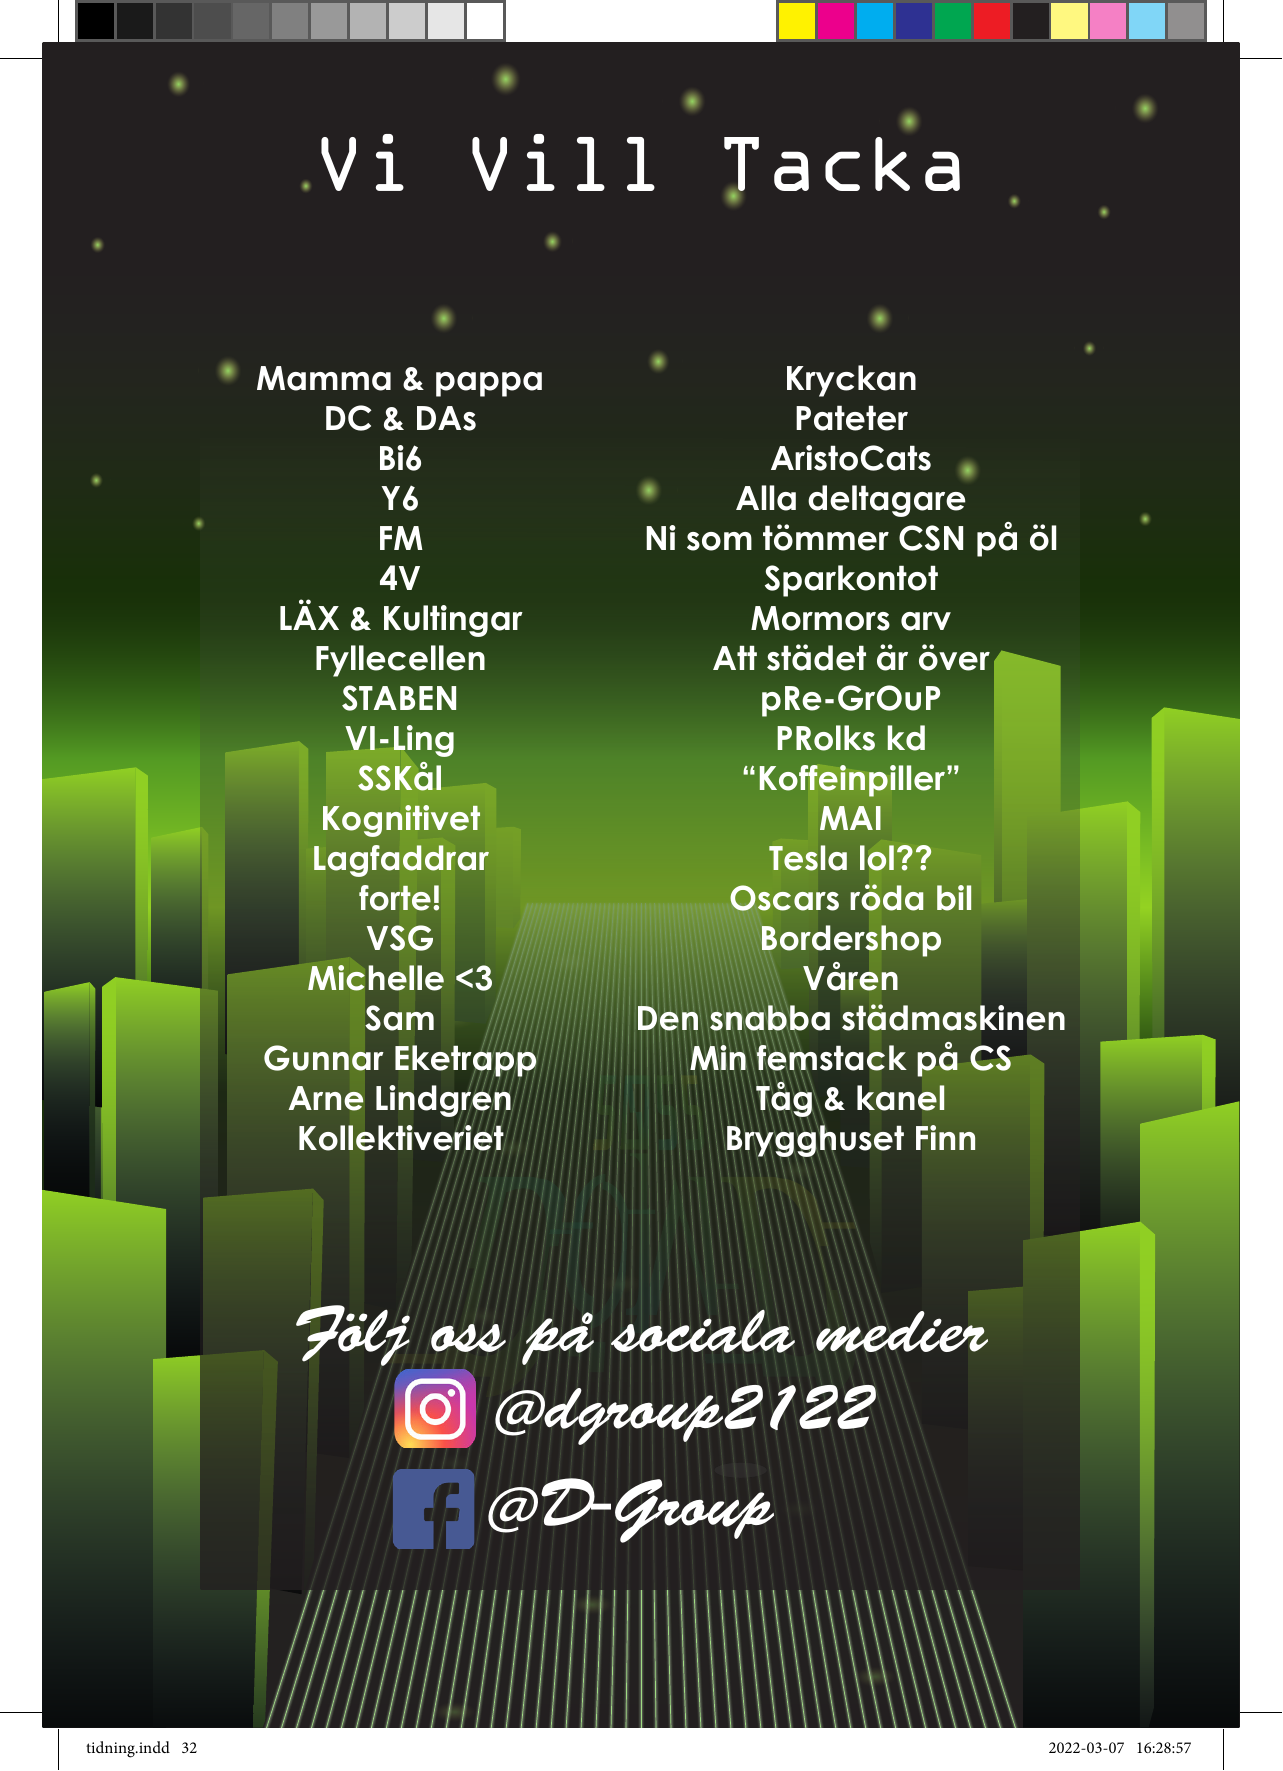 Vi Vill Tacka
Mamma & pappa
DC & DAs
Bi6
Y6
FM
4V
LÄX & Kultingar
Fyllecellen
STABEN
VI-Ling
SSKål
Kognitivet
Lagfaddrar
forte!
VSG
Michelle <3
Sam
Gunnar Eketrapp
Arne Lindgren
Kollektiveriet
Kryckan
Pateter
AristoCats
Alla deltagare
Ni som tömmer CSN på öl
Sparkontot
Mormors arv
Att städet är över
pRe-GrOuP
PRolks kd
“Koffeinpiller”
MAI
Tesla lol??
Oscars röda bil
Bordershop
Våren
Den snabba städmaskinen
Min femstack på CS
Tåg & kanel
Brygghuset Finn
Följ oss på sociala medier
@dgroup2122
@D-Group
tidning.indd 32
2022-03-07 16:28:57